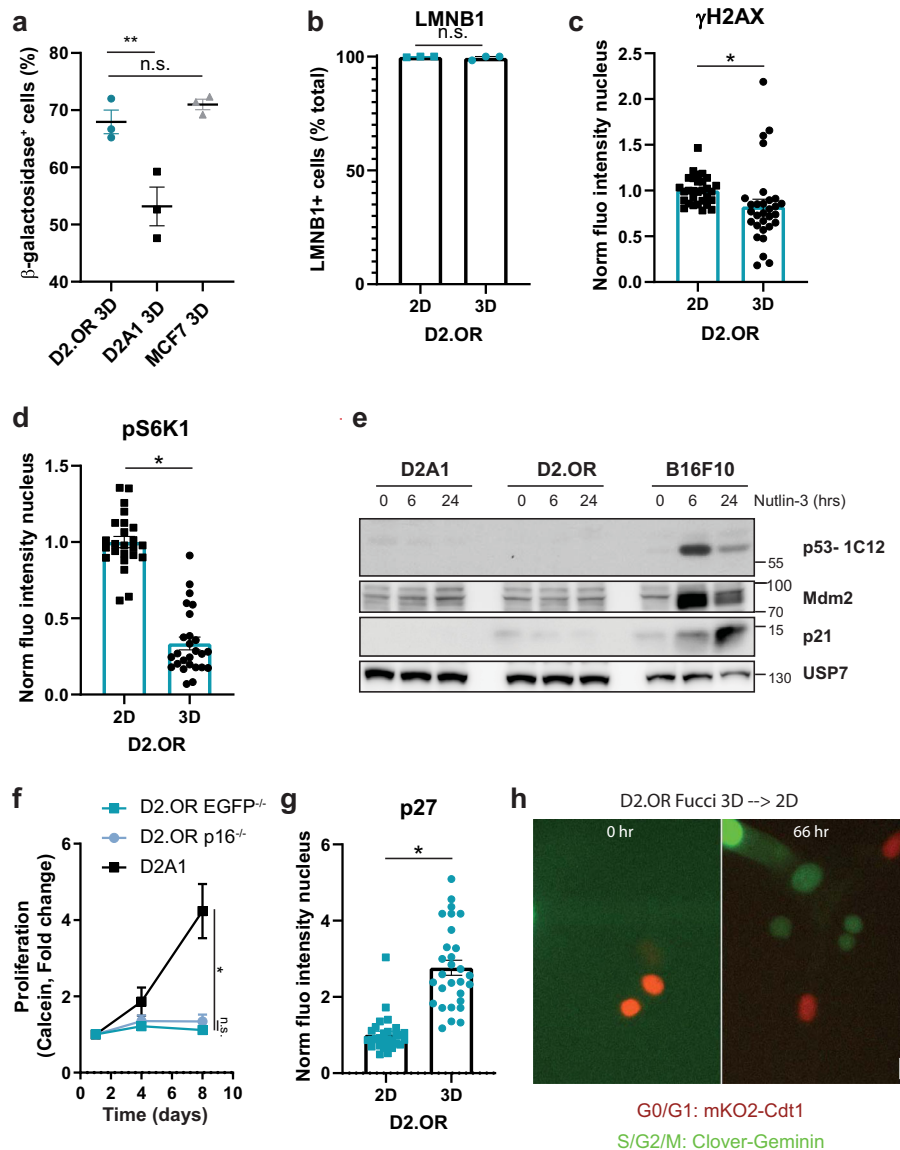 a
**
n.s.
β-galactosidase⁺ cells (%)
80
70
60
50
40
D2.OR 3D
D2A1 3D
MCF7 3D
b
LMNB1
n.s.
LMNB1+ cells (% total)
100
50
0
2D
3D
D2.OR
c
γH2AX
*
Norm fluo intensity nucleus
2.5
2.0
1.5
1.0
0.5
0.0
2D
3D
D2.OR
d
pS6K1
*
Norm fluo intensity nucleus
1.5
1.0
0.5
0.0
2D
3D
D2.OR
e
D2A1 D2.OR B16F10
0 6 24 0 6 24 0 6 24 Nutlin-3 (hrs)
55
p53- 1C12
100
70
Mdm2
15
p21
130
USP7
f
D2.OR EGFP⁻/⁻
D2.OR p16⁻/⁻
D2A1
Proliferation
(Calcein, Fold change)
6
4
2
0
*
n.s.
0 2 4 6 8 10
Time (days)
g
p27
*
Norm fluo intensity nucleus
6
4
2
0
2D
3D
D2.OR
h
D2.OR Fucci 3D --> 2D
0 hr
66 hr
G0/G1: mKO2-Cdt1
S/G2/M: Clover-Geminin